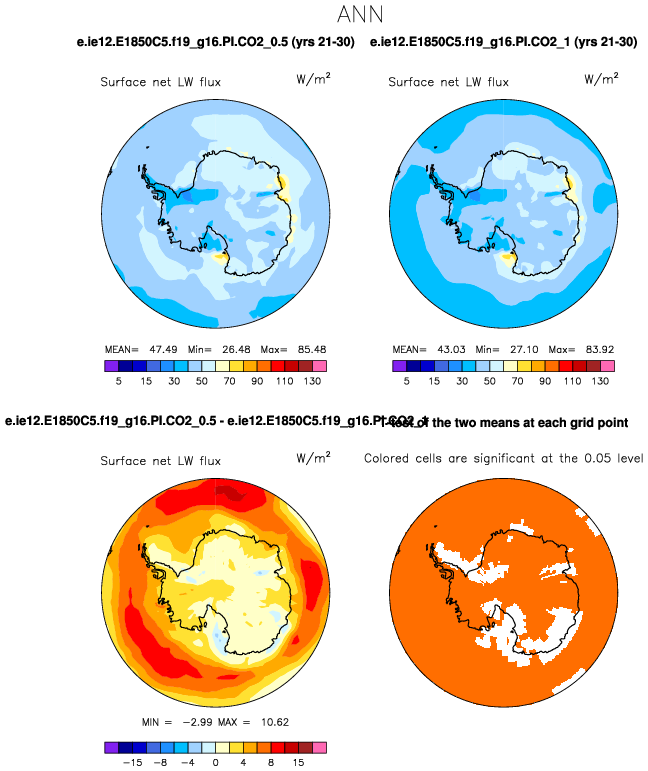 ANN
e.ie12.E1850C5.f19_g16.PI.CO2_0.5 (yrs 21-30)
e.ie12.E1850C5.f19_g16.PI.CO2_1 (yrs 21-30)
Surface net LW flux W/m²
Surface net LW flux W/m²
MEAN= 47.49 Min= 26.48 Max= 85.48
MEAN= 43.03 Min= 27.10 Max= 83.92
5 15 30 50 70 90 110 130
5 15 30 50 70 90 110 130
e.ie12.E1850C5.f19_g16.PI.CO2_0.5 - e.ie12.E1850C5.f19_g16.PI.CO2_1
T-test of the two means at each grid point
Surface net LW flux W/m²
Colored cells are significant at the 0.05 level
MIN = -2.99 MAX = 10.62
-15 -8 -4 0 4 8 15